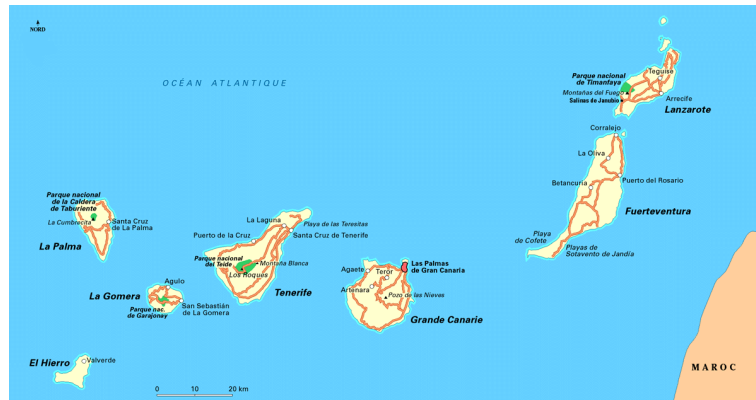 NORD
OCÉAN ATLANTIQUE
Parque nacional
de Timanfaya
Teguise
Montañas del Fuego
Salinas de Janubio
Arrecife
Lanzarote
Corralejo
La Oliva
Betancuria
Puerto del Rosario
Fuerteventura
Playa
de Cofete
Playas de
Sotavento de Jandía
Parque nacional
de la Caldera
de Taburiente
La Cumbrecita
Santa Cruz
de La Palma
La Palma
La Laguna
Playa de las Teresitas
Puerto de la Cruz
Santa Cruz de Tenerife
Parque nacional
del Teide
Montaña Blanca
Los Roques
Tenerife
Agulo
La Gomera
San Sebastián
de La Gomera
Parque nac.
de Garajonay
Las Palmas
de Gran Canaria
Agaete
Teror
Artenara
Pozo de las Nieves
Grande Canarie
El Hierro
Valverde
MAROC
0 10 20 km